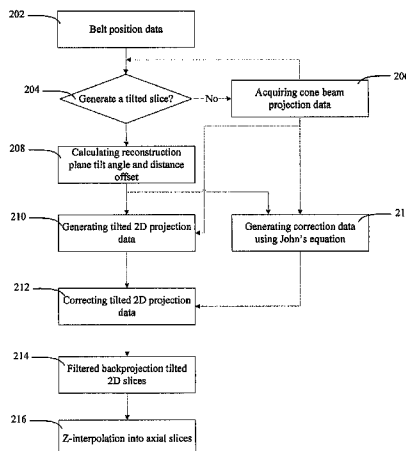 202
Belt position data
204
Generate a tilted slice?
No
Acquiring cone beam
projection data
208
Calculating reconstruction
plane tilt angle and distance
offset
210
Generating tilted 2D projection
data
Generating correction data
using John's equation
212
Correcting tilted 2D projection
data
214
Filtered backprojection tilted
2D slices
216
Z-interpolation into axial slices